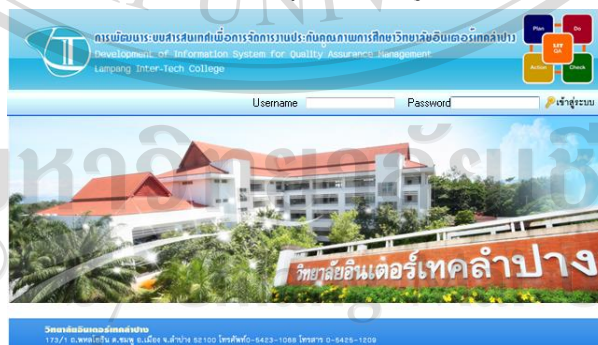 การพัฒนาระบบสารสนเทศเพื่อการจัดการงานประกันคุณภาพการศึกษาวิทยาลัยอินเตอร์เทคลำปาง
Development of Information System for Quality Assurance Management
Lampang Inter-Tech College
Plan
Do
LIT
QA
Action
Check
Username
Password
เข้าสู่ระบบ
วิทยาลัยอินเตอร์เทคลำปาง
วิทยาลัยอินเตอร์เทคลำปาง
173/1 ถ.พหลโยธิน ต.ชมพู อ.เมือง จ.ลำปาง 52100 โทรศัพท์0-5423-1066 โทรสาร 0-5425-1209